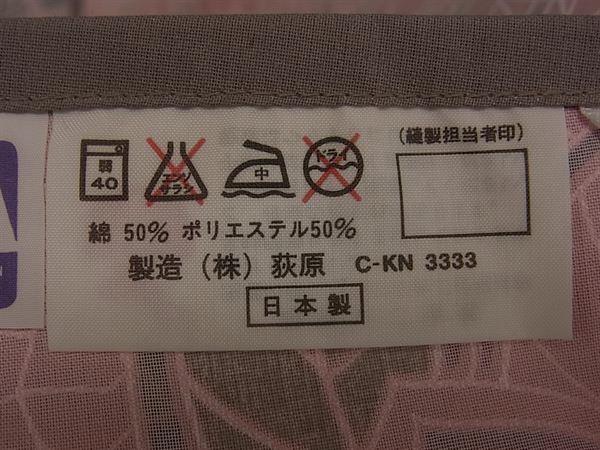 弱
40
エンソ
サラシ
中
ドライ
(縫製担当者印)
綿 50% ポリエステル50%
製造(株)荻原 C-KN 3333
日本製